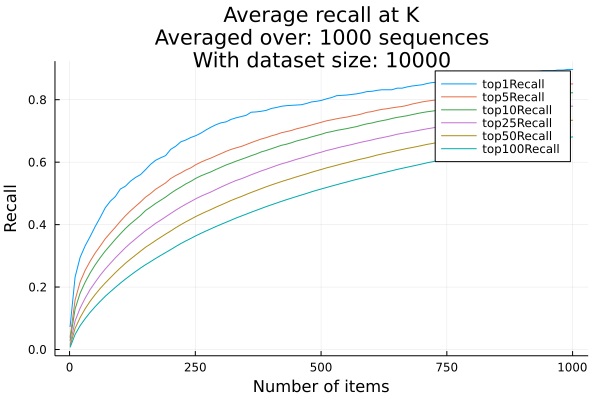 Average recall at K
Averaged over: 1000 sequences
With dataset size: 10000
top1Recall
top5Recall
top10Recall
top25Recall
top50Recall
top100Recall
Recall
0.8
0.6
0.4
0.2
0.0
0
250
500
750
1000
Number of items